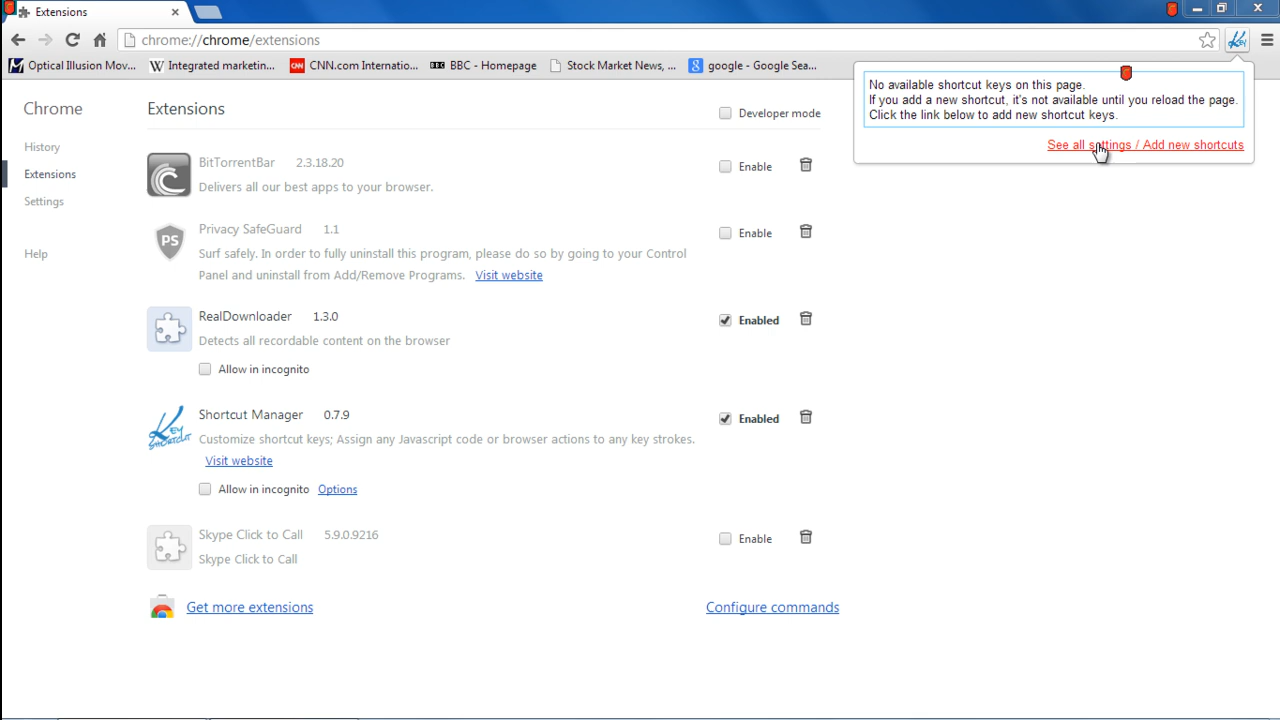 Extensions
chrome://chrome/extensions
Optical Illusion Mov...
W Integrated marketin...
CNN CNN.com Internatio...
BBC BBC - Homepage
Stock Market News, ...
g google - Google Sea...
Key
No available shortcut keys on this page.
If you add a new shortcut, it's not available until you reload the page.
Click the link below to add new shortcut keys.
See all settings / Add new shortcuts
Chrome
History
Extensions
Settings
Help
Extensions
Developer mode
BitTorrentBar 2.3.18.20
Delivers all our best apps to your browser.
Enable
PS
Privacy SafeGuard 1.1
Surf safely. In order to fully uninstall this program, please do so by going to your Control
Panel and uninstall from Add/Remove Programs. Visit website
Enable
RealDownloader 1.3.0
Detects all recordable content on the browser
Allow in incognito
Enabled
Key Shortcut
Shortcut Manager 0.7.9
Customize shortcut keys; Assign any Javascript code or browser actions to any key strokes.
Visit website
Allow in incognito Options
Enabled
Skype Click to Call 5.9.0.9216
Skype Click to Call
Enable
Get more extensions
Configure commands